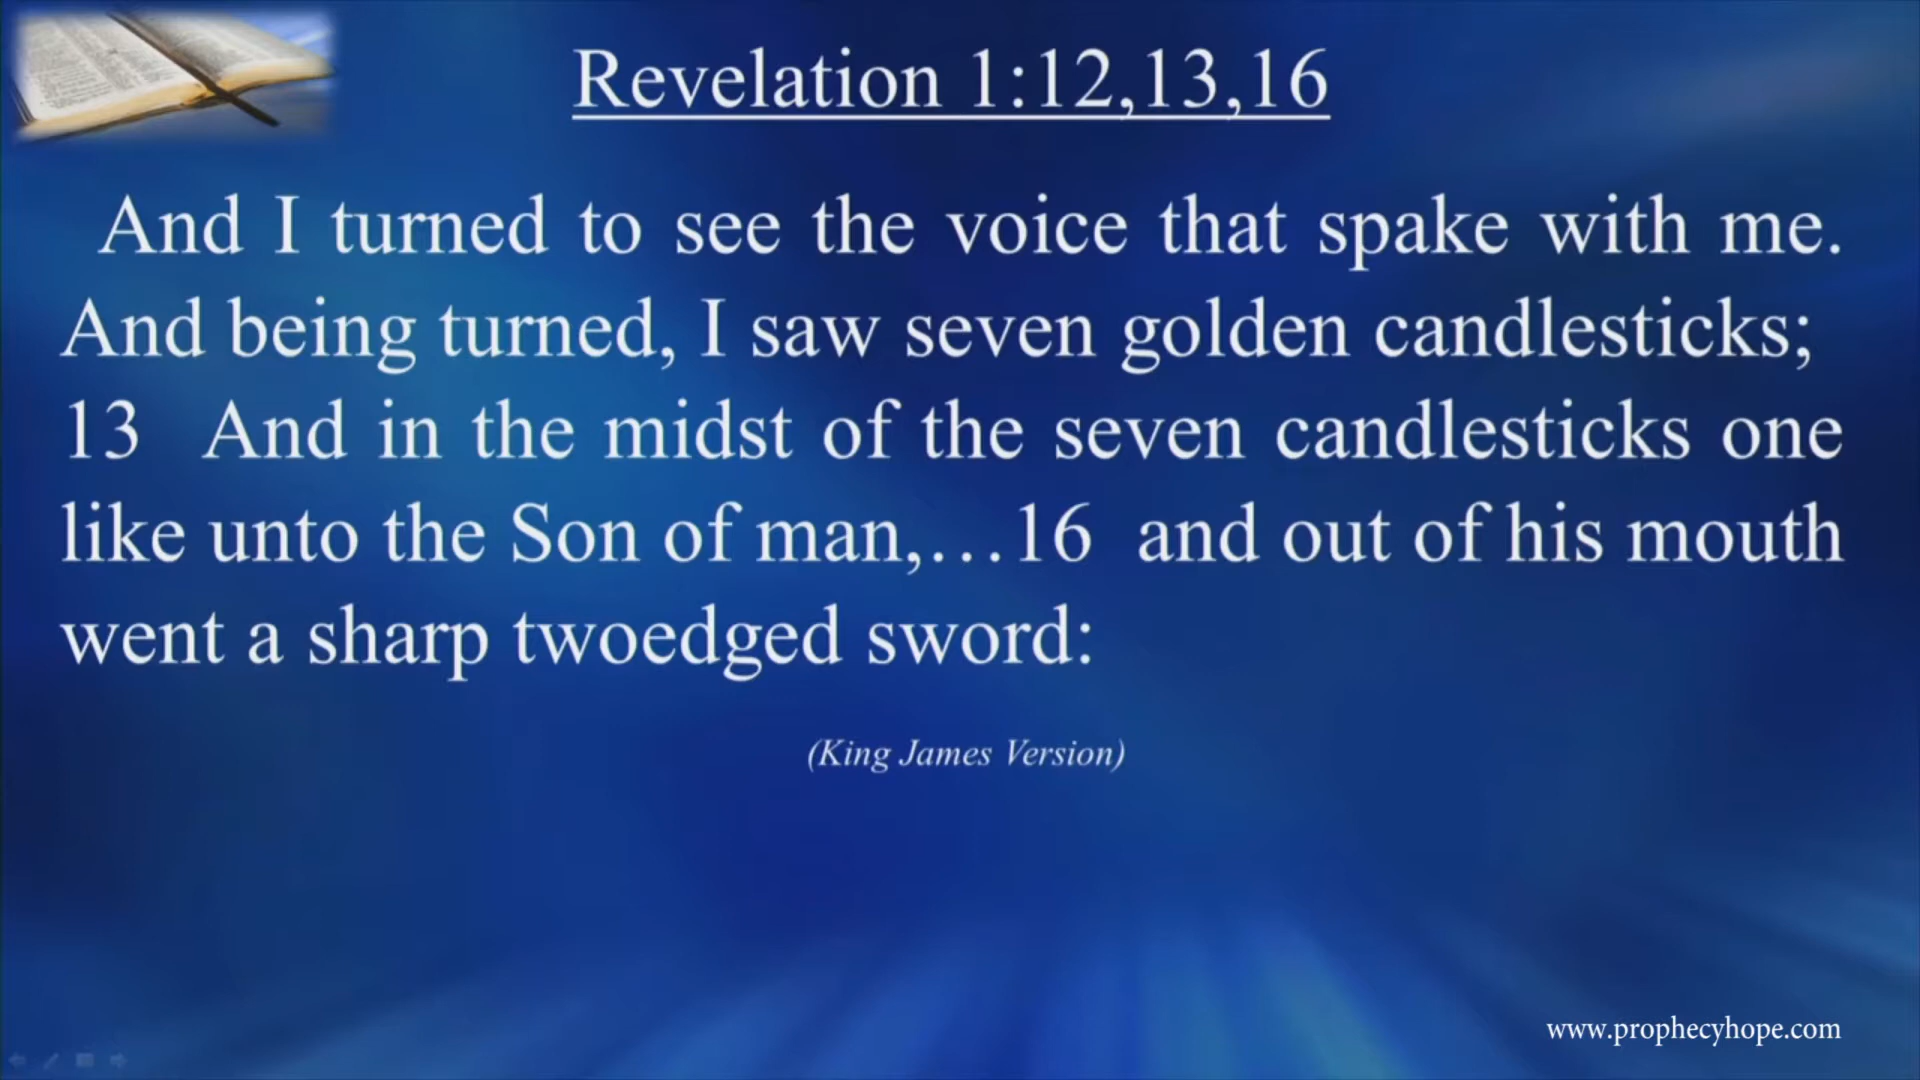 Revelation 1:12,13,16
And I turned to see the voice that spake with me.
And being turned, I saw seven golden candlesticks;
13 And in the midst of the seven candlesticks one
like unto the Son of man,…16 and out of his mouth
went a sharp twoedged sword:
(King James Version)
www.prophecyhope.com